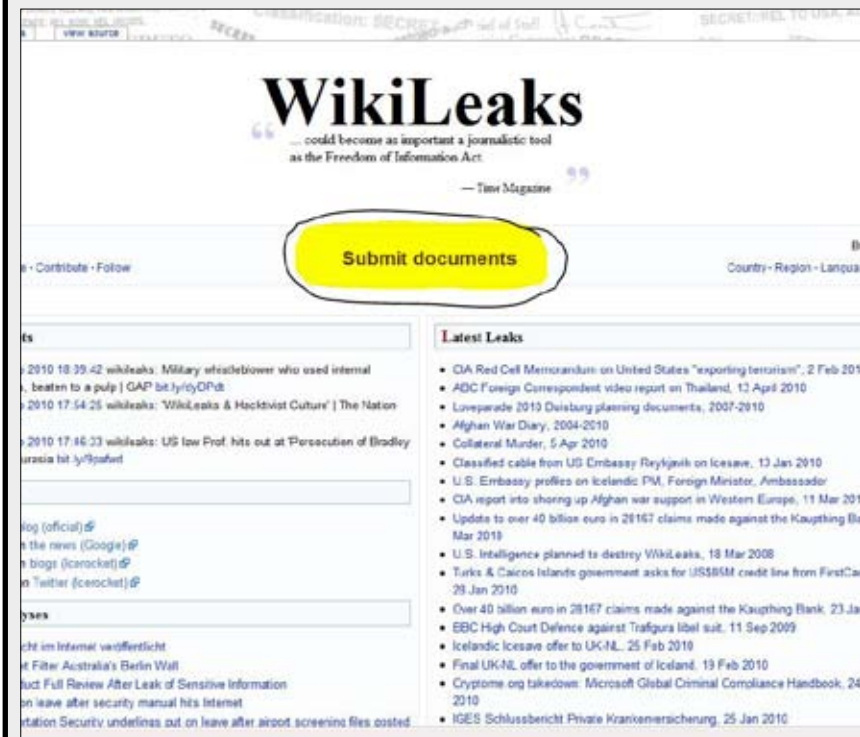 view source
SECRET
WikiLeaks
“ ... could become as important a journalistic tool
as the Freedom of Information Act.
”
— Time Magazine
Submit documents
- Contribute - Follow
Country - Region - Langua
ts
2010 18:39:42 wikileaks: Military whistleblower who used internal
, beaten to a pulp | GAP
2010 17:54:25 wikileaks: 'WikiLeaks & Hacktivist Culture' | The Nation
2010 17:46:33 wikileaks: US law Prof. hits out at 'Persecution of Bradley
urasia
log (official)
the news (Google)
blogs (Icerocket)
Twitter (Icerocket)
yses
cht im Internet veröffentlicht
et Filter Australia's Berlin Wall
duct Full Review After Leak of Sensitive Information
on leave after security manual hits Internet
rtation Security underlings put on leave after airport screening files posted
Latest Leaks
• CIA Red Cell Memorandum on United States "exporting terrorism", 2 Feb 201
• ABC Foreign Correspondent video report on Thailand, 13 April 2010
• Loveparade 2010 Duisburg planning documents, 2007-2010
• Afghan War Diary, 2004-2010
• Collateral Murder, 5 Apr 2010
• Classified cable from US Embassy Reykjavik on Icesave, 13 Jan 2010
• U.S. Embassy profiles on Icelandic PM, Foreign Minister, Ambassador
• CIA report into shoring up Afghan war support in Western Europe, 11 Mar 201
• Update to over 40 billion euro in 28167 claims made against the Kaupthing Ba
Mar 2010
• U.S. Intelligence planned to destroy WikiLeaks, 18 Mar 2008
• Turks & Caicos Islands government asks for US$85M credit line from FirstCa
28 Jan 2010
• Over 40 billion euro in 28167 claims made against the Kaupthing Bank, 23 Ja
• BBC High Court Defence against Trafigura libel suit, 11 Sep 2009
• Icelandic Icesave offer to UK-NL, 25 Feb 2010
• Final UK-NL offer to the government of Iceland, 19 Feb 2010
• Cryptome.org takedown: Microsoft Global Criminal Compliance Handbook, 24
2010
• IGES Schlussbericht Private Krankenversicherung, 25 Jan 2010